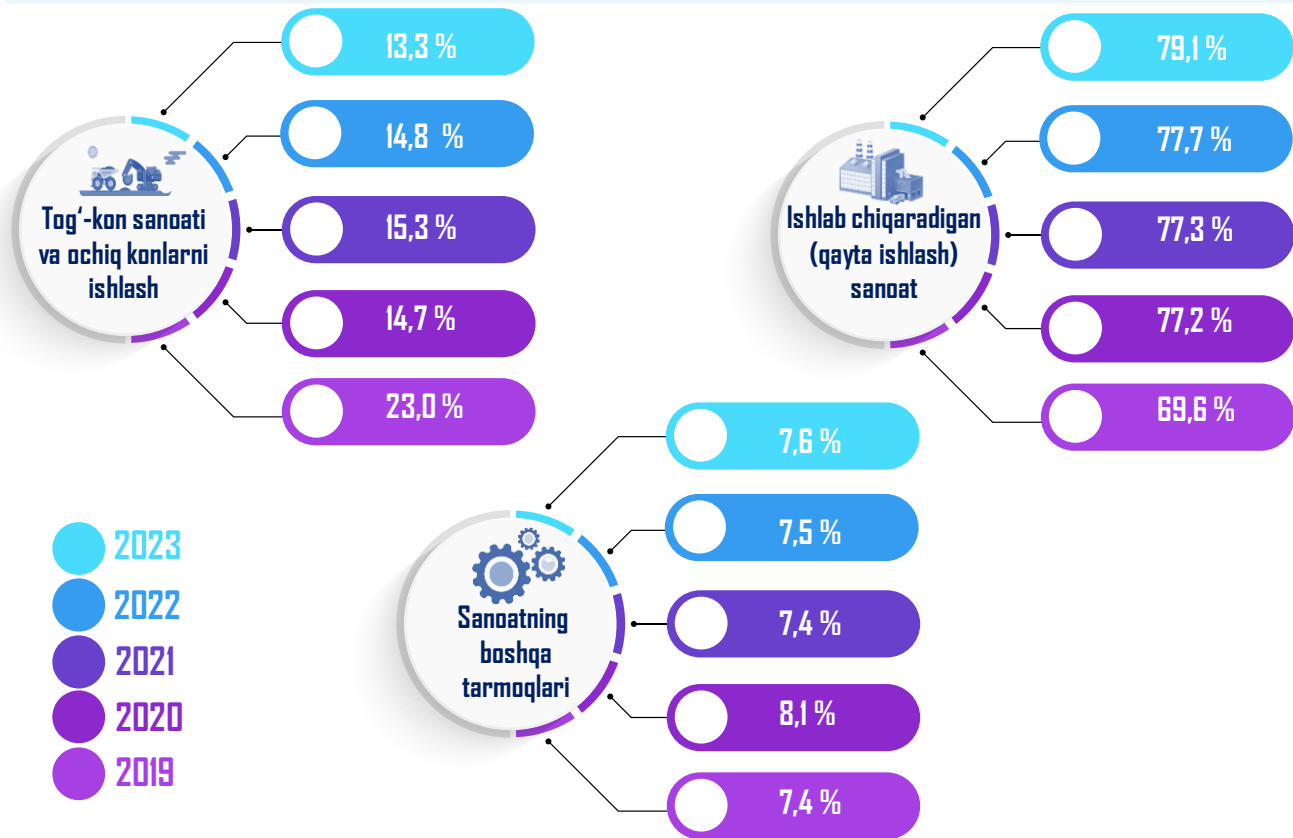 13,3 %
14,8 %
15,3 %
14,7 %
23,0 %
Tog‘-kon sanoati
va ochiq konlarni
ishlash
79,1 %
77,7 %
77,3 %
77,2 %
69,6 %
Ishlab chiqaradigan
(qayta ishlash)
sanoat
7,6 %
7,5 %
7,4 %
8,1 %
7,4 %
Sanoatning
boshqa
tarmoqlari
2023
2022
2021
2020
2019